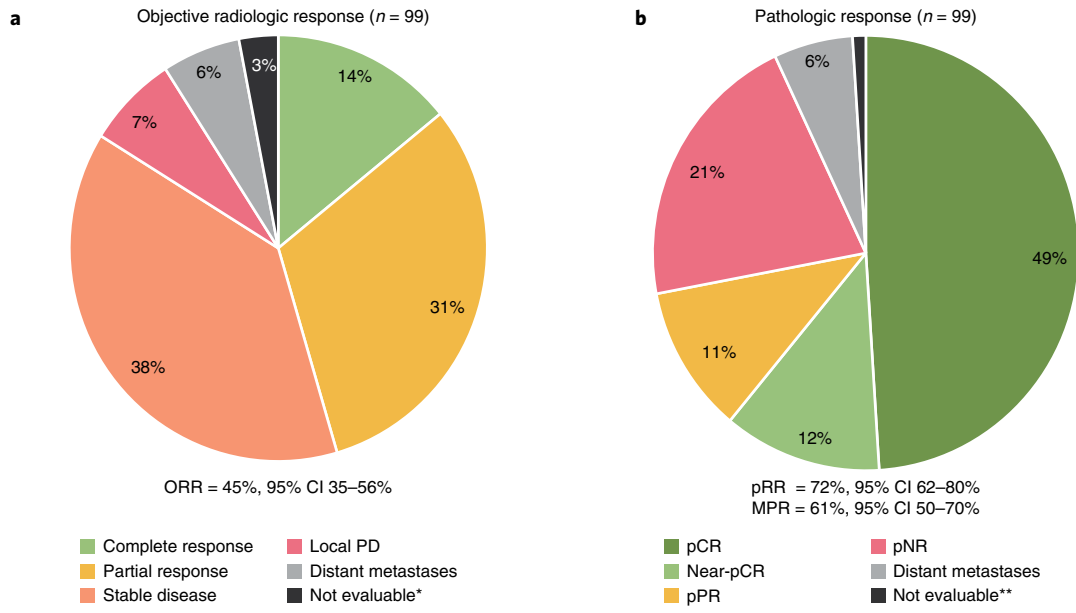 a
Objective radiologic response (n = 99)
3%
14%
6%
7%
31%
38%
ORR = 45%, 95% CI 35–56%
Complete response
Partial response
Stable disease
Local PD
Distant metastases
Not evaluable*
b
Pathologic response (n = 99)
6%
21%
49%
11%
12%
pRR = 72%, 95% CI 62–80%
MPR = 61%, 95% CI 50–70%
pCR
Near-pCR
pPR
pNR
Distant metastases
Not evaluable**